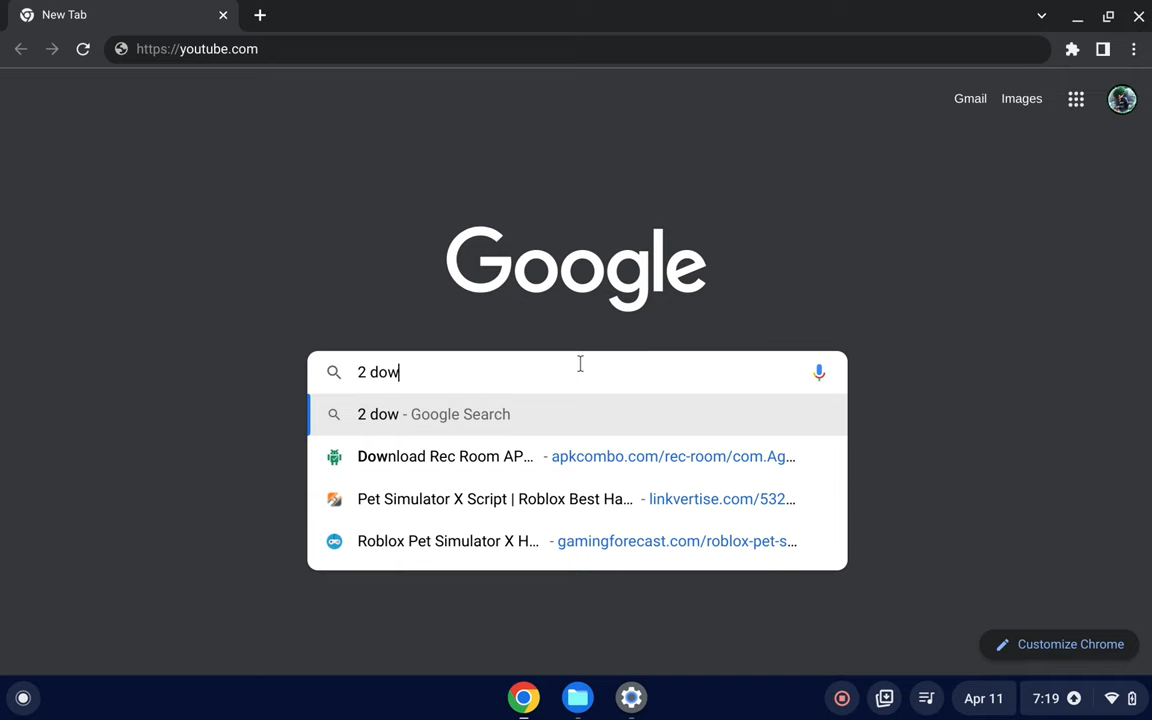 New Tab
https://youtube.com
Gmail Images
Google
2 dow
2 dow - Google Search
Download Rec Room AP... - apkcombo.com/rec-room/com.Ag...
Pet Simulator X Script | Roblox Best Ha... - linkvertise.com/532...
Roblox Pet Simulator X H... - gamingforecast.com/roblox-pet-s...
Customize Chrome
Apr 11 7:19